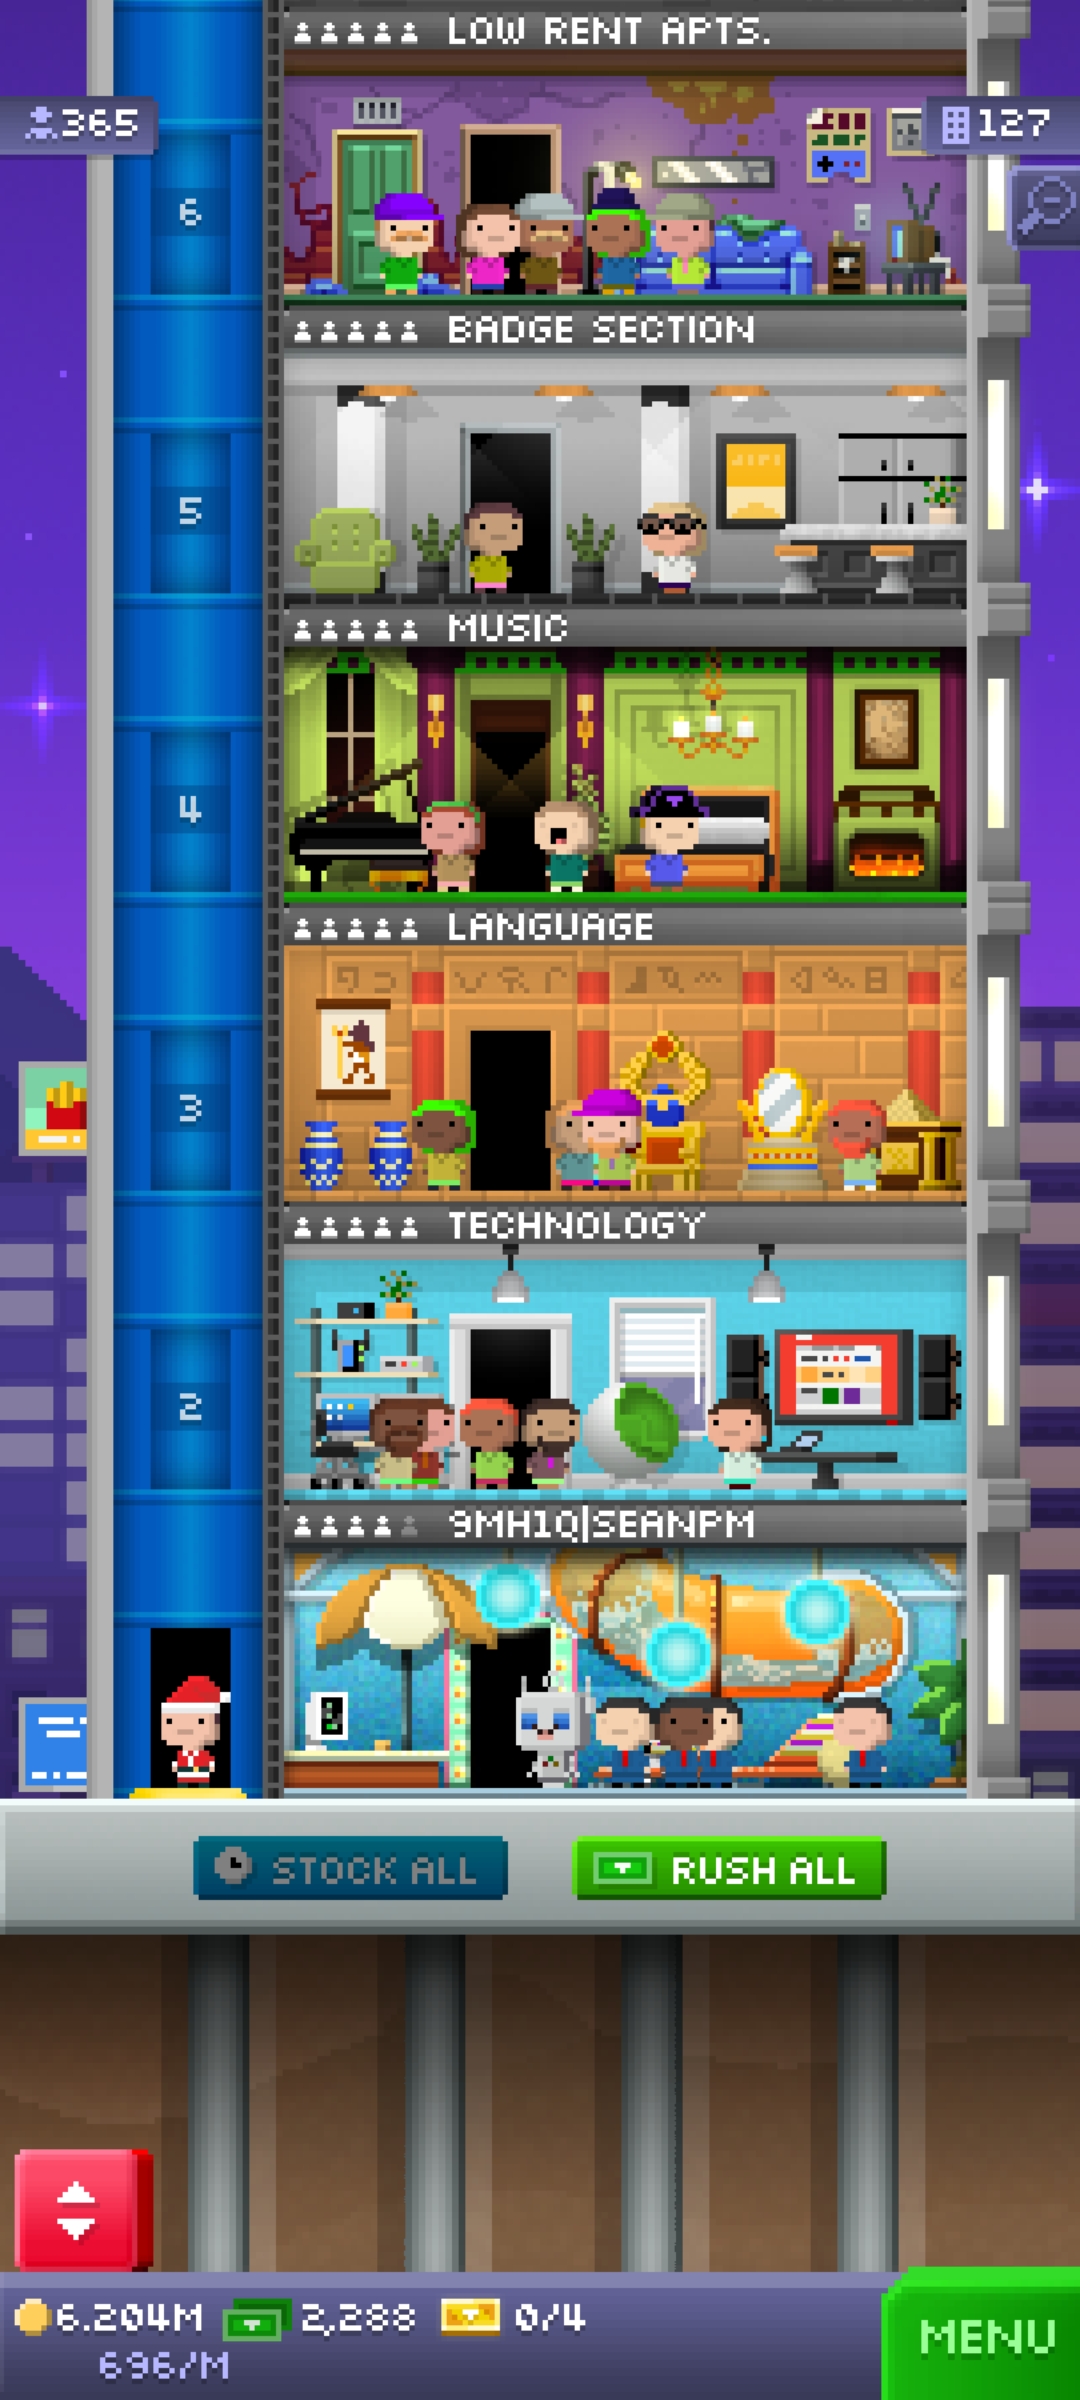 LOW RENT APTS.
365
127
6
BADGE SECTION
5
MUSIC
4
LANGUAGE
3
TECHNOLOGY
2
9MH1Q|SEANPM
STOCK ALL
RUSH ALL
6.204M
2,288
0/4
696/M
MENU